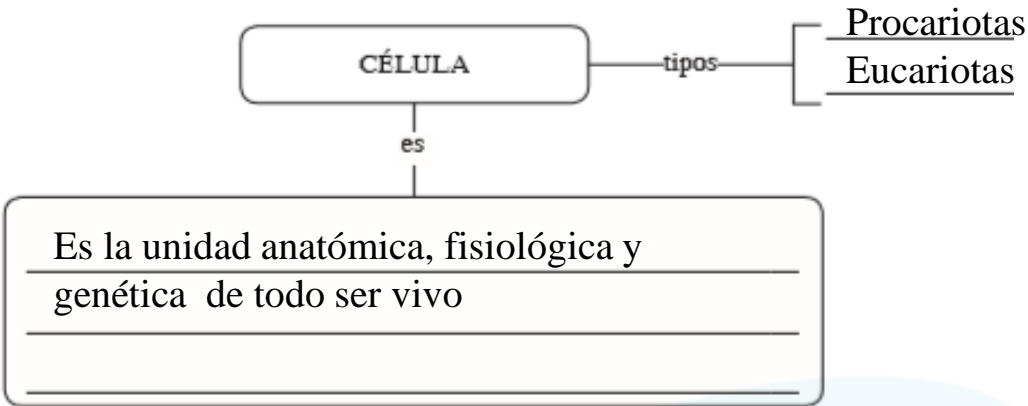 Procariotas
CÉLULA
tipos
Eucariotas
es
Es la unidad anatómica, fisiológica y
genética de todo ser vivo